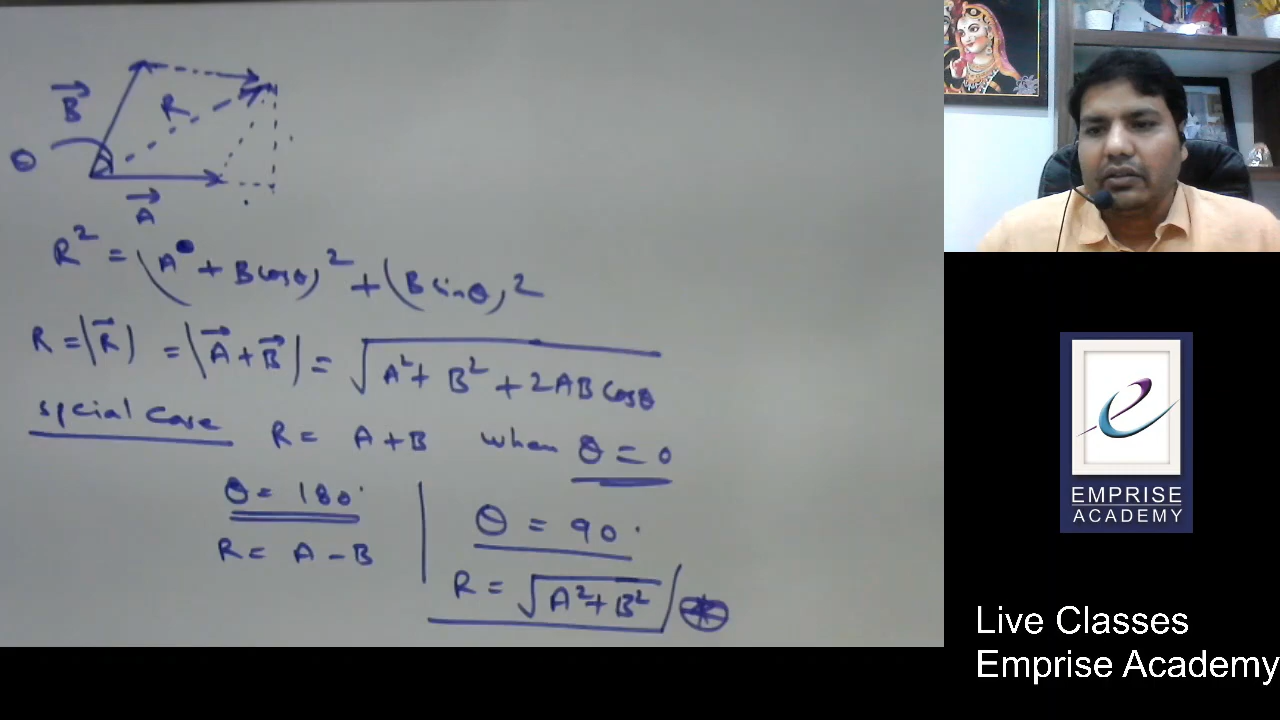 B⃗
R
θ
A⃗
R² = (A + B cosθ)² + (B sinθ)²
R = |R⃗| = |A⃗ + B⃗| = √(A² + B² + 2AB cosθ)
spcial case R = A + B when θ = 0
θ = 180°
R = A - B
θ = 90°
R = √(A² + B²)
e
EMPRISE
ACADEMY
Live Classes
Emprise Academy